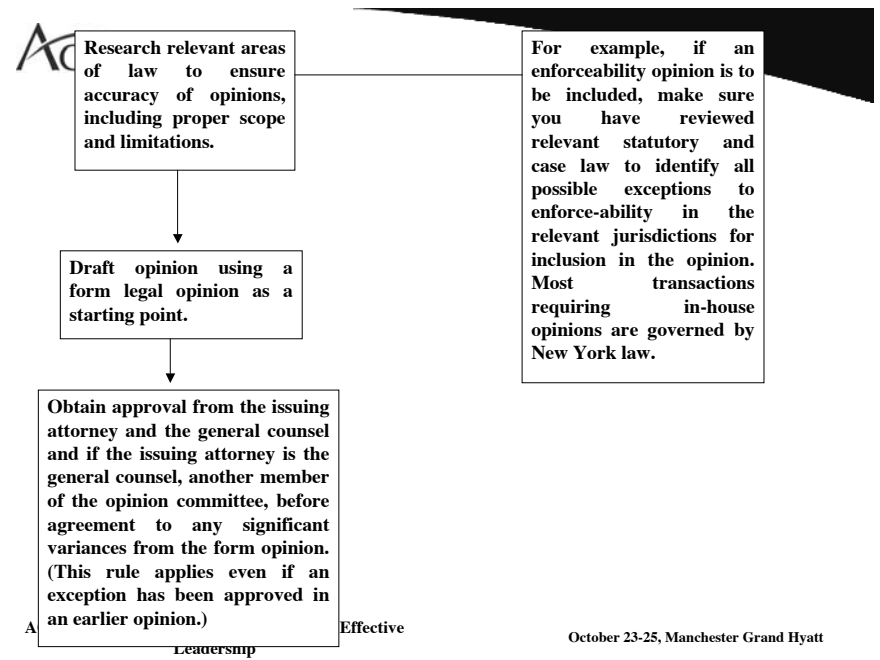 Research relevant areas
of law to ensure
accuracy of opinions,
including proper scope
and limitations.
For example, if an
enforceability opinion is to
be included, make sure
you have reviewed
relevant statutory and
case law to identify all
possible exceptions to
enforce-ability in the
relevant jurisdictions for
inclusion in the opinion.
Most transactions
requiring in-house
opinions are governed by
New York law.
Draft opinion using a
form legal opinion as a
starting point.
Obtain approval from the issuing
attorney and the general counsel
and if the issuing attorney is the
general counsel, another member
of the opinion committee, before
agreement to any significant
variances from the form opinion.
(This rule applies even if an
exception has been approved in
an earlier opinion.)
Effective
Leadership
October 23-25, Manchester Grand Hyatt